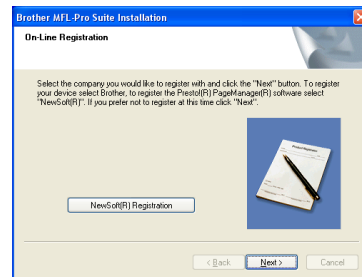 Brother MFL-Pro Suite Installation
On-Line Registration
Select the company you would like to register with and click the "Next" button. To register
your device select Brother, to register the Presto!(R) PageManager(R) software select
"NewSoft(R)". If you prefer not to register at this time click "Next".
Product Registration
NewSoft(R) Registration
< Back
Next >
Cancel